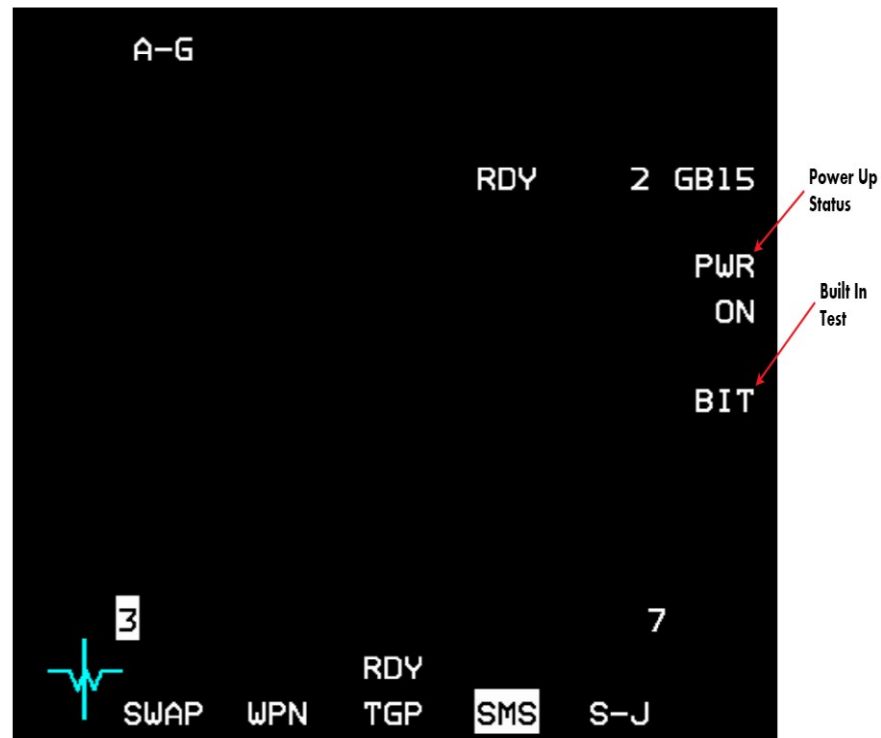 A-G
RDY 2 GB15
Power Up
Status
PWR
ON
Built In
Test
BIT
3 7
RDY
SWAP WPN TGP SMS S-J